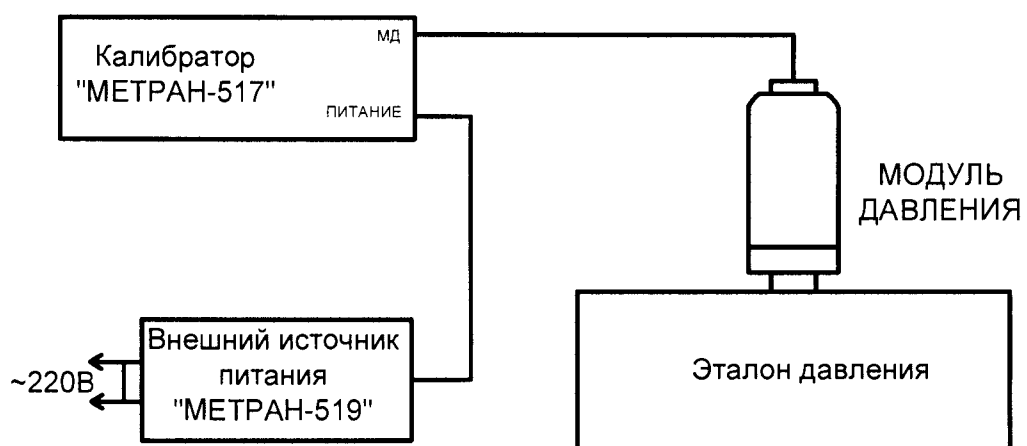 МД
Калибратор
"МЕТРАН-517"
ПИТАНИЕ
МОДУЛЬ
ДАВЛЕНИЯ
Внешний источник
питания
"МЕТРАН-519"
~220В
Эталон давления